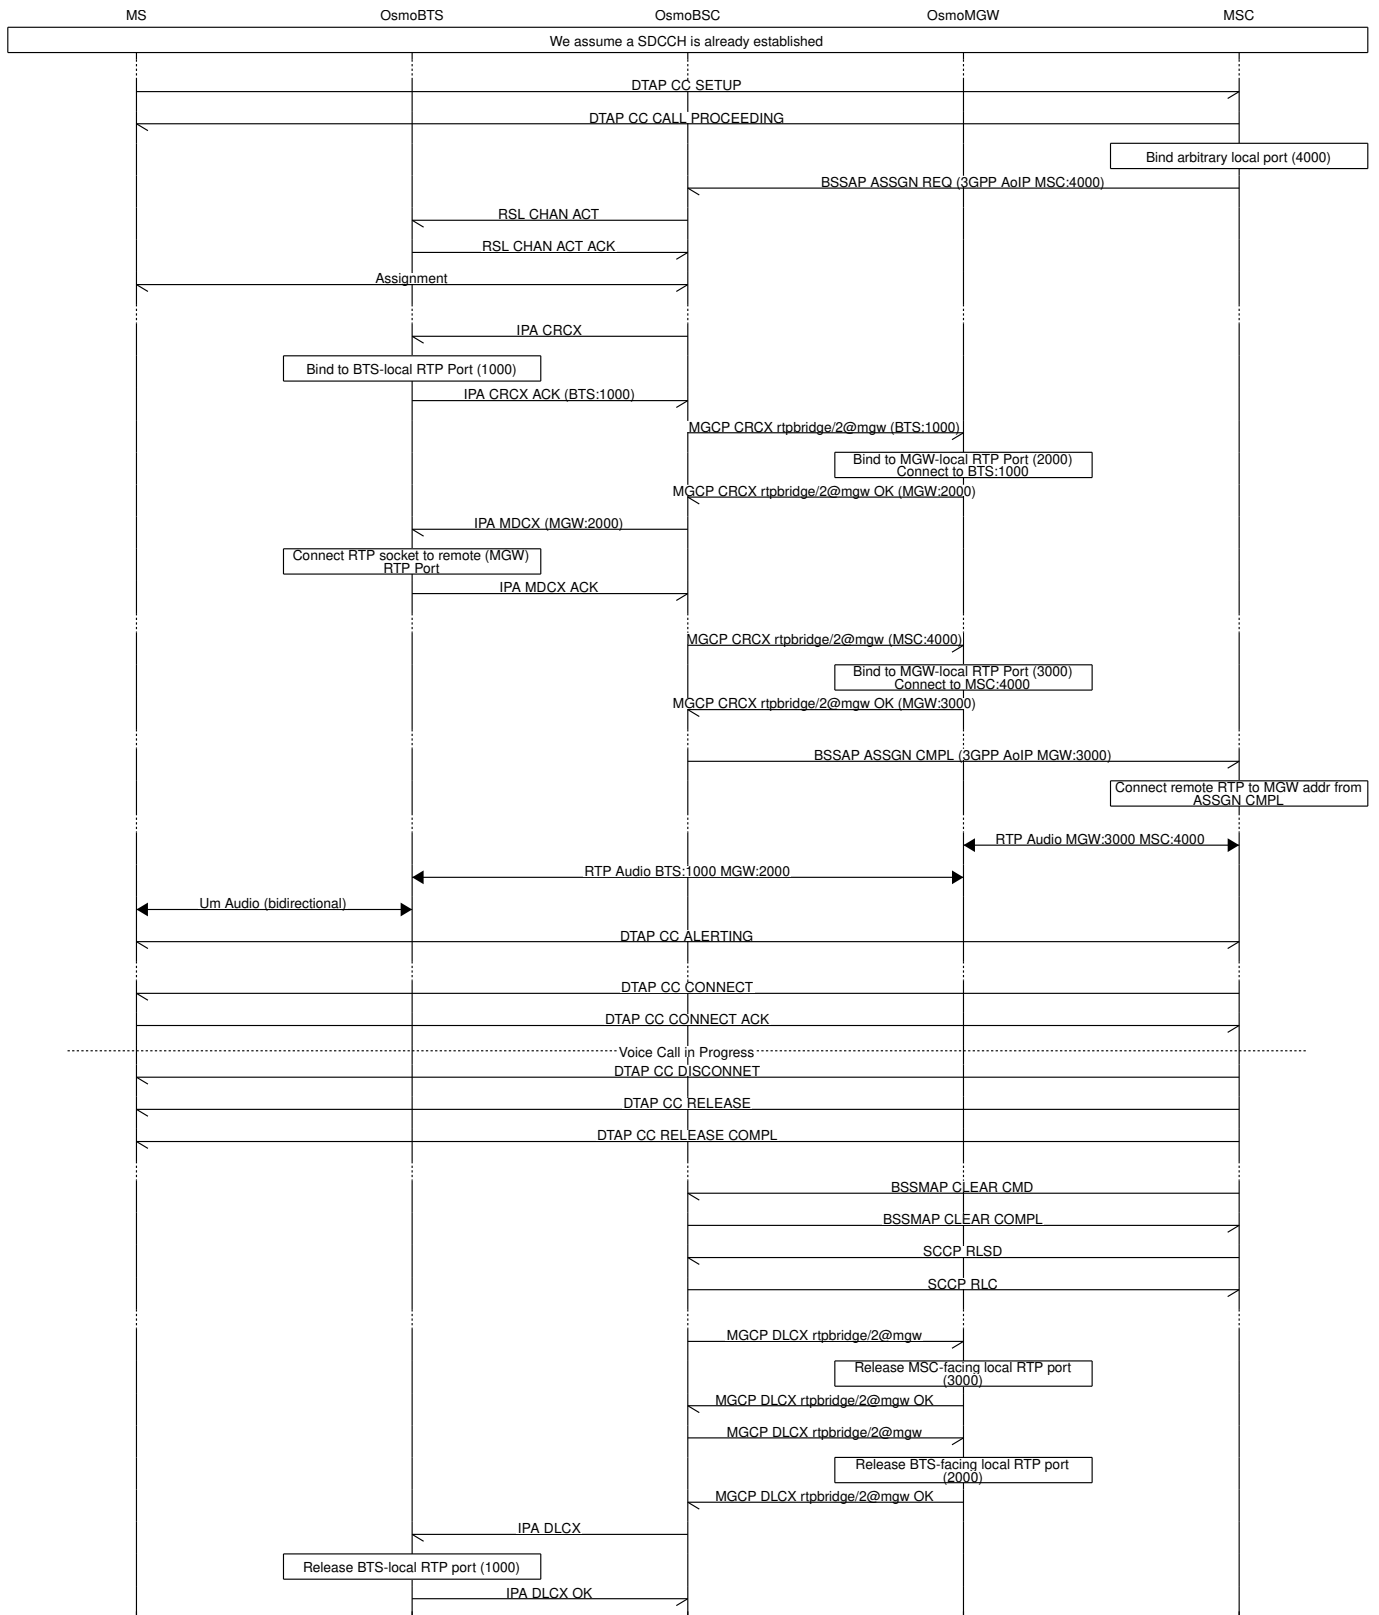 MS OsmoBTS OsmoBSC OsmoMGW MSC
We assume a SDCCH is already established
DTAP CC SETUP
DTAP CC CALL PROCEEDING
Bind arbitrary local port (4000)
BSSAP ASSGN REQ (3GPP AoIP MSC:4000)
RSL CHAN ACT
RSL CHAN ACT ACK
Assignment
IPA CRCX
Bind to BTS-local RTP Port (1000)
IPA CRCX ACK (BTS:1000)
MGCP CRCX rtpbridge/2@mgw (BTS:1000)
Bind to MGW-local RTP Port (2000)
Connect to BTS:1000
MGCP CRCX rtpbridge/2@mgw OK (MGW:2000)
IPA MDCX (MGW:2000)
Connect RTP socket to remote (MGW)
RTP Port
IPA MDCX ACK
MGCP CRCX rtpbridge/2@mgw (MSC:4000)
Bind to MGW-local RTP Port (3000)
Connect to MSC:4000
MGCP CRCX rtpbridge/2@mgw OK (MGW:3000)
BSSAP ASSGN CMPL (3GPP AoIP MGW:3000)
Connect remote RTP to MGW addr from
ASSGN CMPL
RTP Audio MGW:3000 MSC:4000
RTP Audio BTS:1000 MGW:2000
Um Audio (bidirectional)
DTAP CC ALERTING
DTAP CC CONNECT
DTAP CC CONNECT ACK
Voice Call in Progress
DTAP CC DISCONNET
DTAP CC RELEASE
DTAP CC RELEASE COMPL
BSSMAP CLEAR CMD
BSSMAP CLEAR COMPL
SCCP RLSD
SCCP RLC
MGCP DLCX rtpbridge/2@mgw
Release MSC-facing local RTP port
(3000)
MGCP DLCX rtpbridge/2@mgw OK
MGCP DLCX rtpbridge/2@mgw
Release BTS-facing local RTP port
(2000)
MGCP DLCX rtpbridge/2@mgw OK
IPA DLCX
Release BTS-local RTP port (1000)
IPA DLCX OK